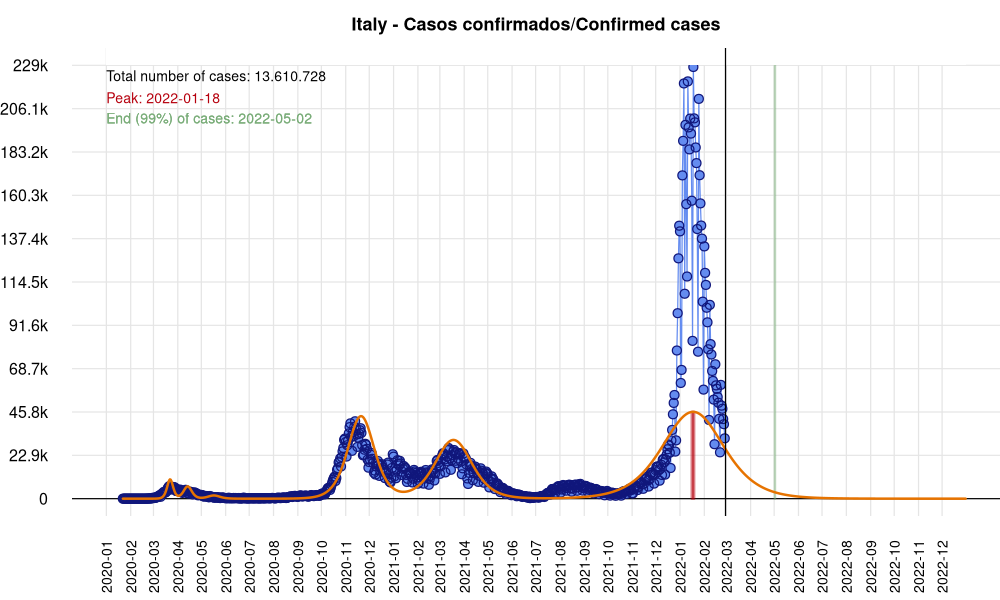 Italy - Casos confirmados/Confirmed cases
Total number of cases: 13.610.728
Peak: 2022-01-18
End (99%) of cases: 2022-05-02
229k
206.1k
183.2k
160.3k
137.4k
114.5k
91.6k
68.7k
45.8k
22.9k
0
2020-01
2020-02
2020-03
2020-04
2020-05
2020-06
2020-07
2020-08
2020-09
2020-10
2020-11
2020-12
2021-01
2021-02
2021-03
2021-04
2021-05
2021-06
2021-07
2021-08
2021-09
2021-10
2021-11
2021-12
2022-01
2022-02
2022-03
2022-04
2022-05
2022-06
2022-07
2022-08
2022-09
2022-10
2022-11
2022-12